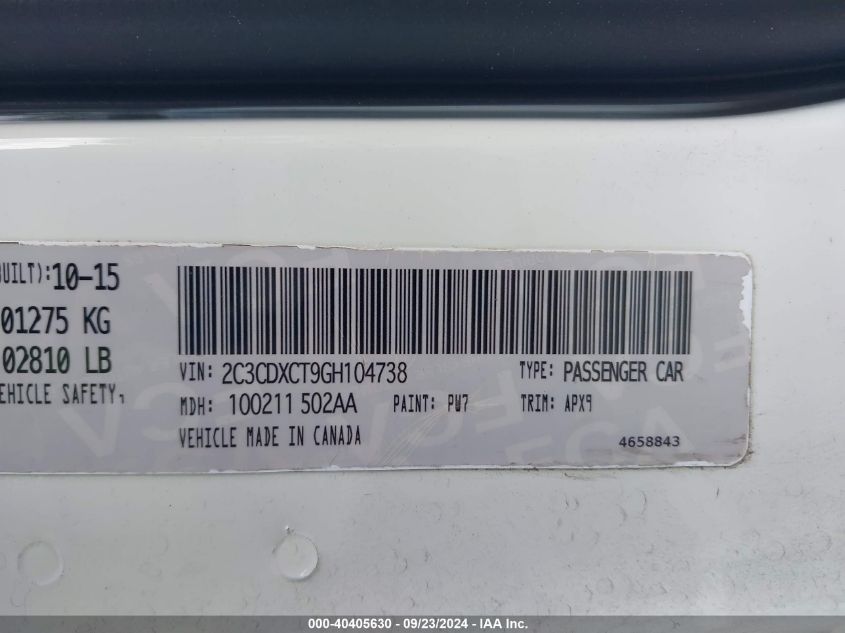 BUILT): 10-15
01275 KG
02810 LB
EHICLE SAFETY,
VIN: 2C3CDXCT9GH104738 TYPE: PASSENGER CAR
MDH: 100211 502AA PAINT: PW7 TRIM: APX9
VEHICLE MADE IN CANADA 4658843
000-40405630 - 09/23/2024 - IAA Inc.